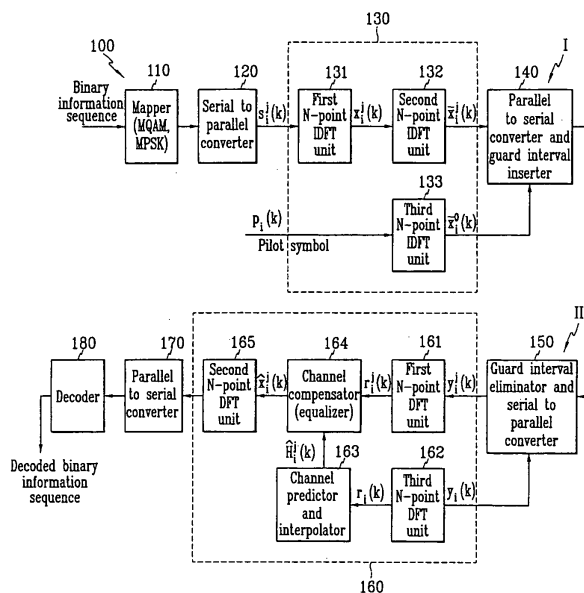 130
100
110
120
131
132
140
I
Binary
information
sequence
Mapper
(MQAM,
MPSK)
Serial to
parallel
converter
s_i^j(k)
First
N-point
IDFT
unit
x_i^j(k)
Second
N-point
IDFT
unit
x̄_i^j(k)
Parallel
to serial
converter and
guard interval
inserter
133
p_i(k)
Pilot symbol
Third
N-point
IDFT
unit
x̄_i^0(k)
180
170
165
164
161
150
II
Decoder
Parallel
to serial
converter
Second
N-point
DFT
unit
x̂_i^j(k)
Channel
compensator
(equalizer)
r_i^j(k)
First
N-point
DFT
unit
y_i^j(k)
Guard interval
eliminator and
serial to
parallel
converter
Ĥ_i^j(k)
163
162
Decoded binary
information
sequence
Channel
predictor
and
interpolator
r_i(k)
Third
N-point
DFT
unit
y_i(k)
160